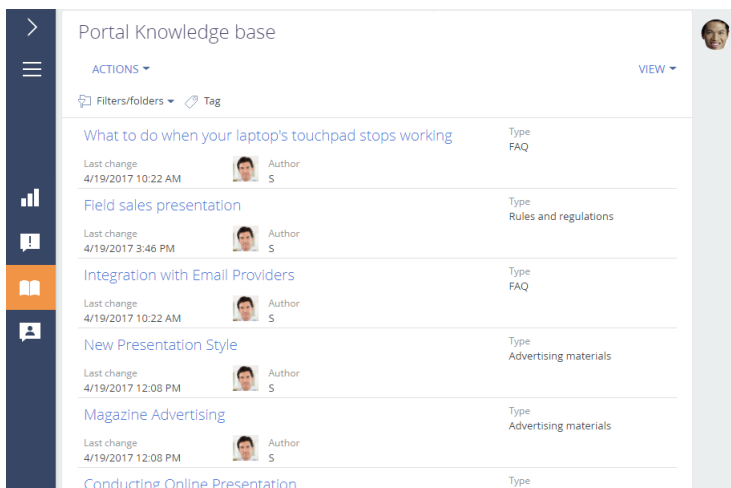 Portal Knowledge base
ACTIONS
VIEW
Filters/folders
Tag
What to do when your laptop's touchpad stops working
Type
FAQ
Last change
Author
4/19/2017 10:22 AM
S
Field sales presentation
Type
Rules and regulations
Last change
Author
4/19/2017 3:46 PM
S
Integration with Email Providers
Type
FAQ
Last change
Author
4/19/2017 10:22 AM
S
New Presentation Style
Type
Advertising materials
Last change
Author
4/19/2017 12:08 PM
S
Magazine Advertising
Type
Advertising materials
Last change
Author
4/19/2017 12:08 PM
S
Conducting Online Presentation
Type